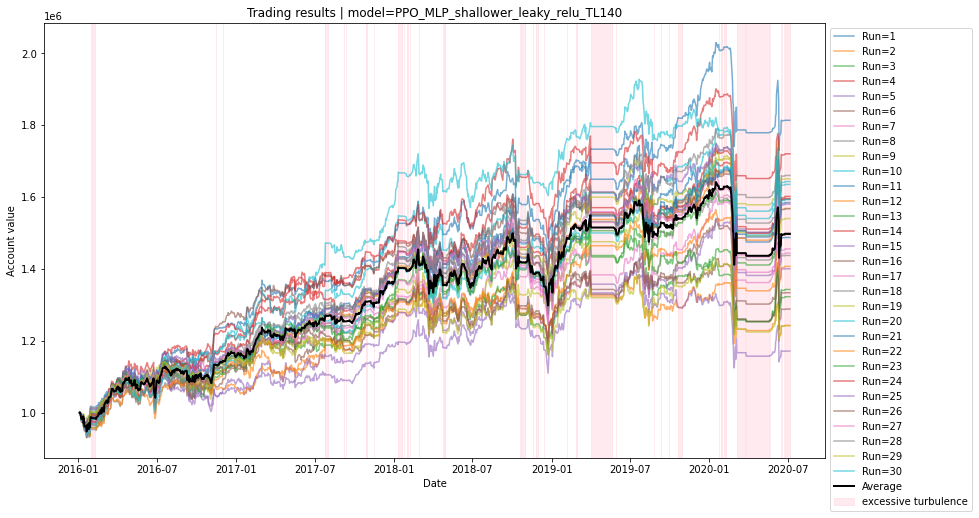 Trading results | model=PPO_MLP_shallower_leaky_relu_TL140
1e6
2.0
1.8
1.6
1.4
1.2
1.0
Account value
2016-01
2016-07
2017-01
2017-07
2018-01
2018-07
2019-01
2019-07
2020-01
2020-07
Date
Run=1
Run=2
Run=3
Run=4
Run=5
Run=6
Run=7
Run=8
Run=9
Run=10
Run=11
Run=12
Run=13
Run=14
Run=15
Run=16
Run=17
Run=18
Run=19
Run=20
Run=21
Run=22
Run=23
Run=24
Run=25
Run=26
Run=27
Run=28
Run=29
Run=30
Average
excessive turbulence